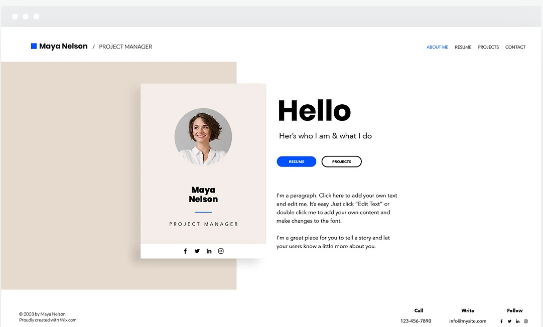 Maya Nelson / PROJECT MANAGER
ABOUT ME RESUME PROJECTS CONTACT
Hello
Her's who I am & what I do
RESUME PROJECTS
Maya
Nelson
PROJECT MANAGER
I'm a paragraph. Click here to add your own text
and edit me. It's easy Just click "Edit Text" or
double click me to add your own content and
make changes to the font.
I'm a great place for you to tell a story and let
your users know a little more about you.
© 2023 by Maya Nelson
Proudly created with Wix.com
Call
123-456-7890
Write
info@mysite.com
Follow